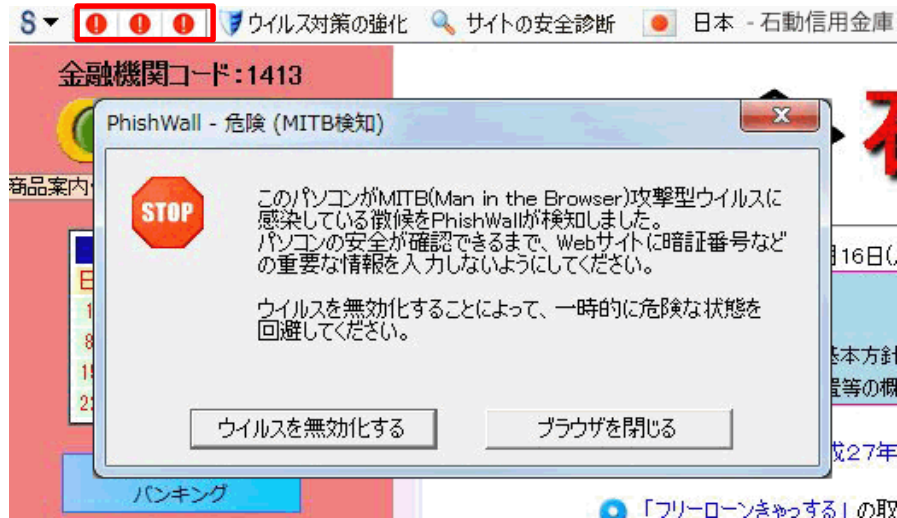 S
ウイルス対策の強化 サイトの安全診断 日本 - 石動信用金庫
金融機関コード:1413
PhishWall - 危険 (MITB検知)
商品案内
STOP
このパソコンがMITB(Man in the Browser)攻撃型ウイルスに
感染している徴候をPhishWallが検知しました。
パソコンの安全が確認できるまで、Webサイトに暗証番号など
の重要な情報を入力しないようにしてください。
ウイルスを無効化することによって、一時的に危険な状態を
回避してください。
16日(
基本方針
置等の概
ウイルスを無効化する ブラウザを閉じる
成27年
バンキング
「フリーローンきゃっする」の取